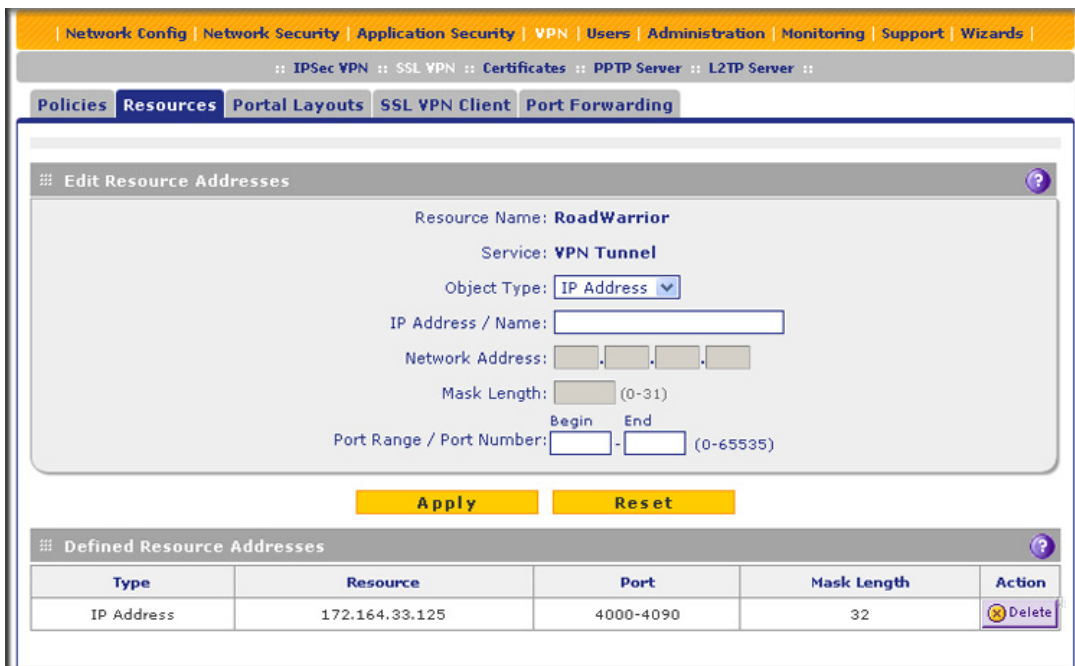 | Network Config | Network Security | Application Security | VPN | Users | Administration | Monitoring | Support | Wizards |
:: IPSec VPN :: SSL VPN :: Certificates :: PPTP Server :: L2TP Server ::
Policies Resources Portal Layouts SSL VPN Client Port Forwarding
Edit Resource Addresses ?
Resource Name: RoadWarrior
Service: VPN Tunnel
Object Type: IP Address
IP Address / Name:
Network Address: . . .
Mask Length: (0-31)
Begin End
Port Range / Port Number: - (0-65535)
Apply Reset
Defined Resource Addresses ?
Type Resource Port Mask Length Action
IP Address 172.164.33.125 4000-4090 32 Delete